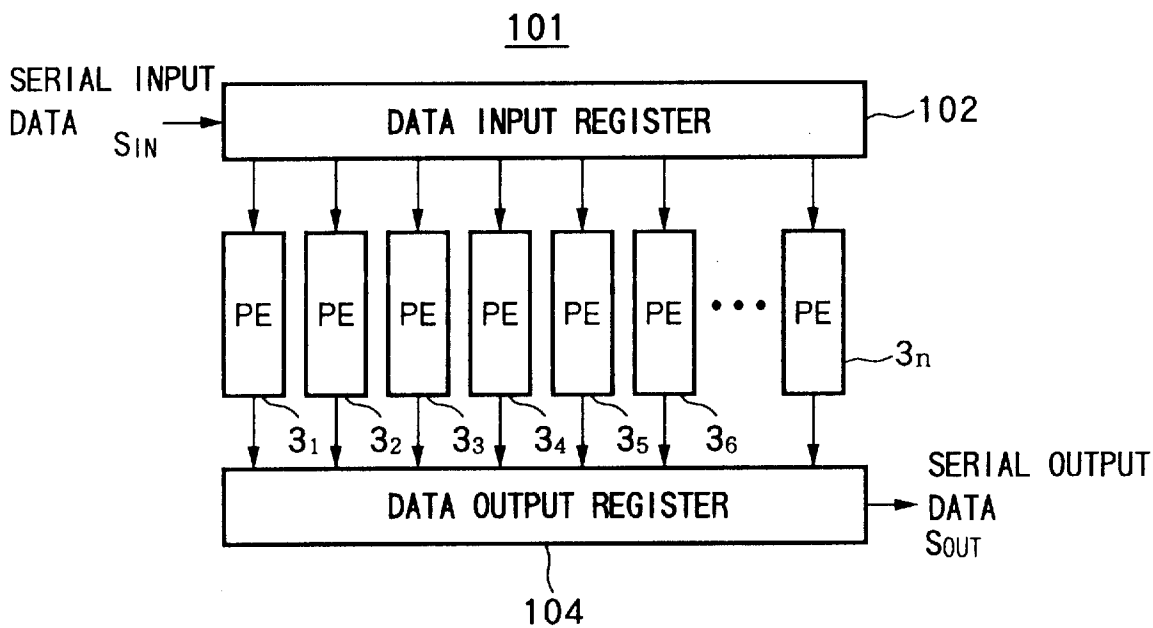 101
SERIAL INPUT
DATA
SIN
DATA INPUT REGISTER
102
PE PE PE PE PE PE ••• PE
3n
31 32 33 34 35 36
DATA OUTPUT REGISTER
SERIAL OUTPUT
DATA
SOUT
104